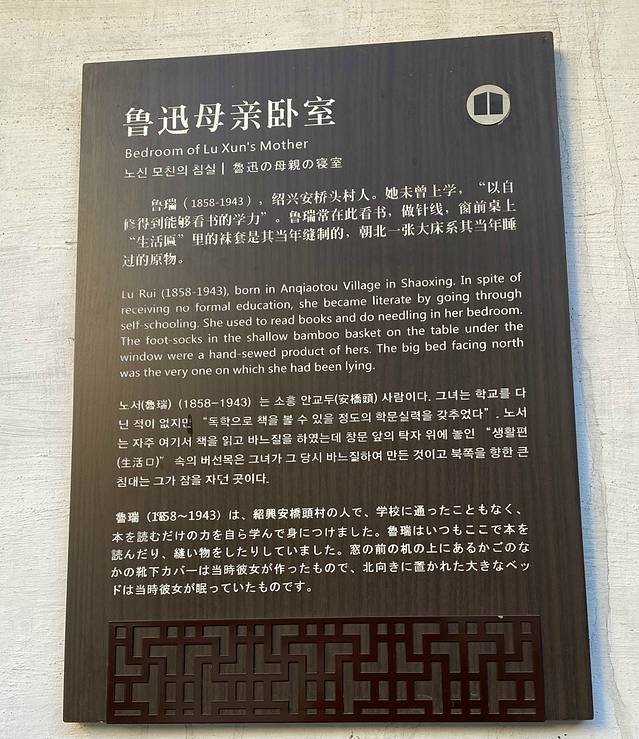 鲁迅母亲卧室
Bedroom of Lu Xun's Mother
노신 모친의 침실 | 魯迅の母親の寝室
鲁瑞（1858-1943），绍兴安桥头村人。她未曾上学，“以自
修得到能够看书的学力”。鲁瑞常在此看书，做针线，窗前桌上
“生活匾”里的袜套是其当年缝制的，朝北一张大床系其当年睡
过的原物。
Lu Rui (1858-1943), born in Anqiaotou Village in Shaoxing. In spite of
receiving no formal education, she became literate by going through
self-schooling. She used to read books and do needling in her bedroom.
The foot-socks in the shallow bamboo basket on the table under the
window were a hand-sewed product of hers. The big bed facing north
was the very one on which she had been lying.
노서(魯瑞) (1858-1943) 는 소흥 안교두(安橋頭) 사람이다. 그녀는 학교를 다
닌 적이 없지만 “독학으로 책을 볼 수 있을 정도의 학문실력을 갖추었다”. 노서
는 자주 여기서 책을 읽고 바느질을 하였는데 창문 앞의 탁자 위에 놓인 “생활편
(生活口)” 속의 버선목은 그녀가 그 당시 바느질하여 만든 것이고 북쪽을 향한 큰
침대는 그가 잠을 자던 곳이다.
魯瑞（1858～1943）は、紹興安橋頭村の人で、学校に通ったこともなく、
本を読むだけの力を自ら学んで身につけました。魯瑞はいつもここで本を
読んだり、縫い物をしたりしていました。窓の前の机の上にあるかごのな
かの靴下カバーは当時彼女が作ったもので、北向きに置かれた大きなベッ
ドは当時彼女が眠っていたものです。